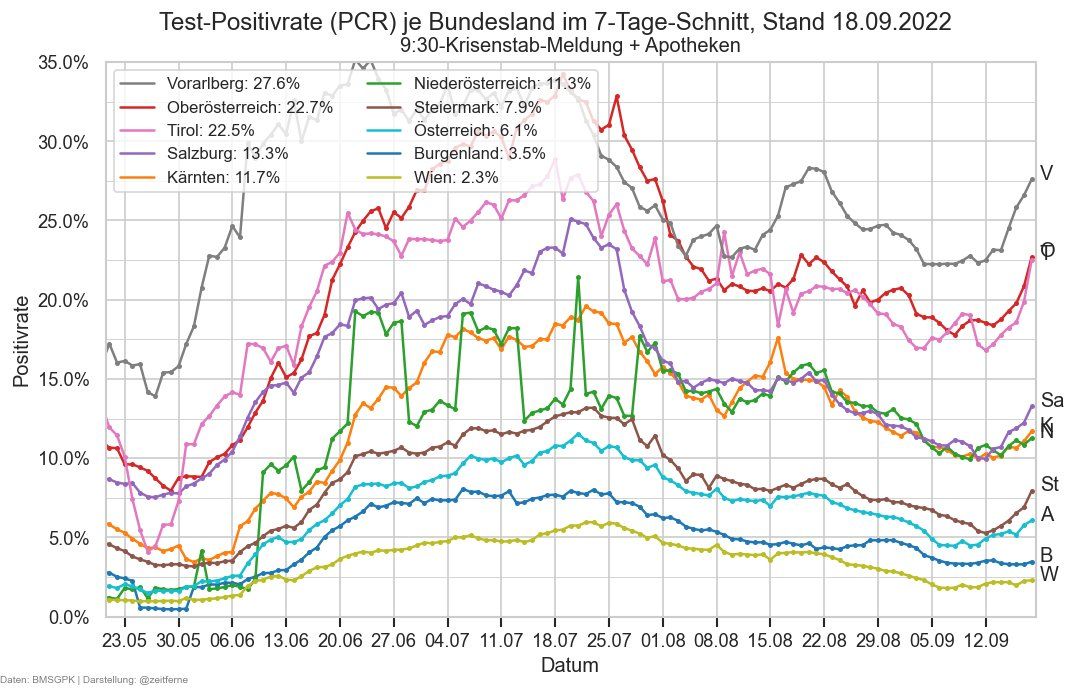 Test-Positivrate (PCR) je Bundesland im 7-Tage-Schnitt, Stand 18.09.2022
9:30-Krisenstab-Meldung + Apotheken
Vorarlberg: 27.6%
Oberösterreich: 22.7%
Tirol: 22.5%
Salzburg: 13.3%
Kärnten: 11.7%
Niederösterreich: 11.3%
Steiermark: 7.9%
Österreich: 6.1%
Burgenland: 3.5%
Wien: 2.3%
35.0%
30.0%
25.0%
20.0%
15.0%
10.0%
5.0%
0.0%
Positivrate
V
O
T
Sa
K
N
St
A
B
W
23.05 30.05 06.06 13.06 20.06 27.06 04.07 11.07 18.07 25.07 01.08 08.08 15.08 22.08 29.08 05.09 12.09
Datum
Daten: BMSGPK | Darstellung: @zeitferne